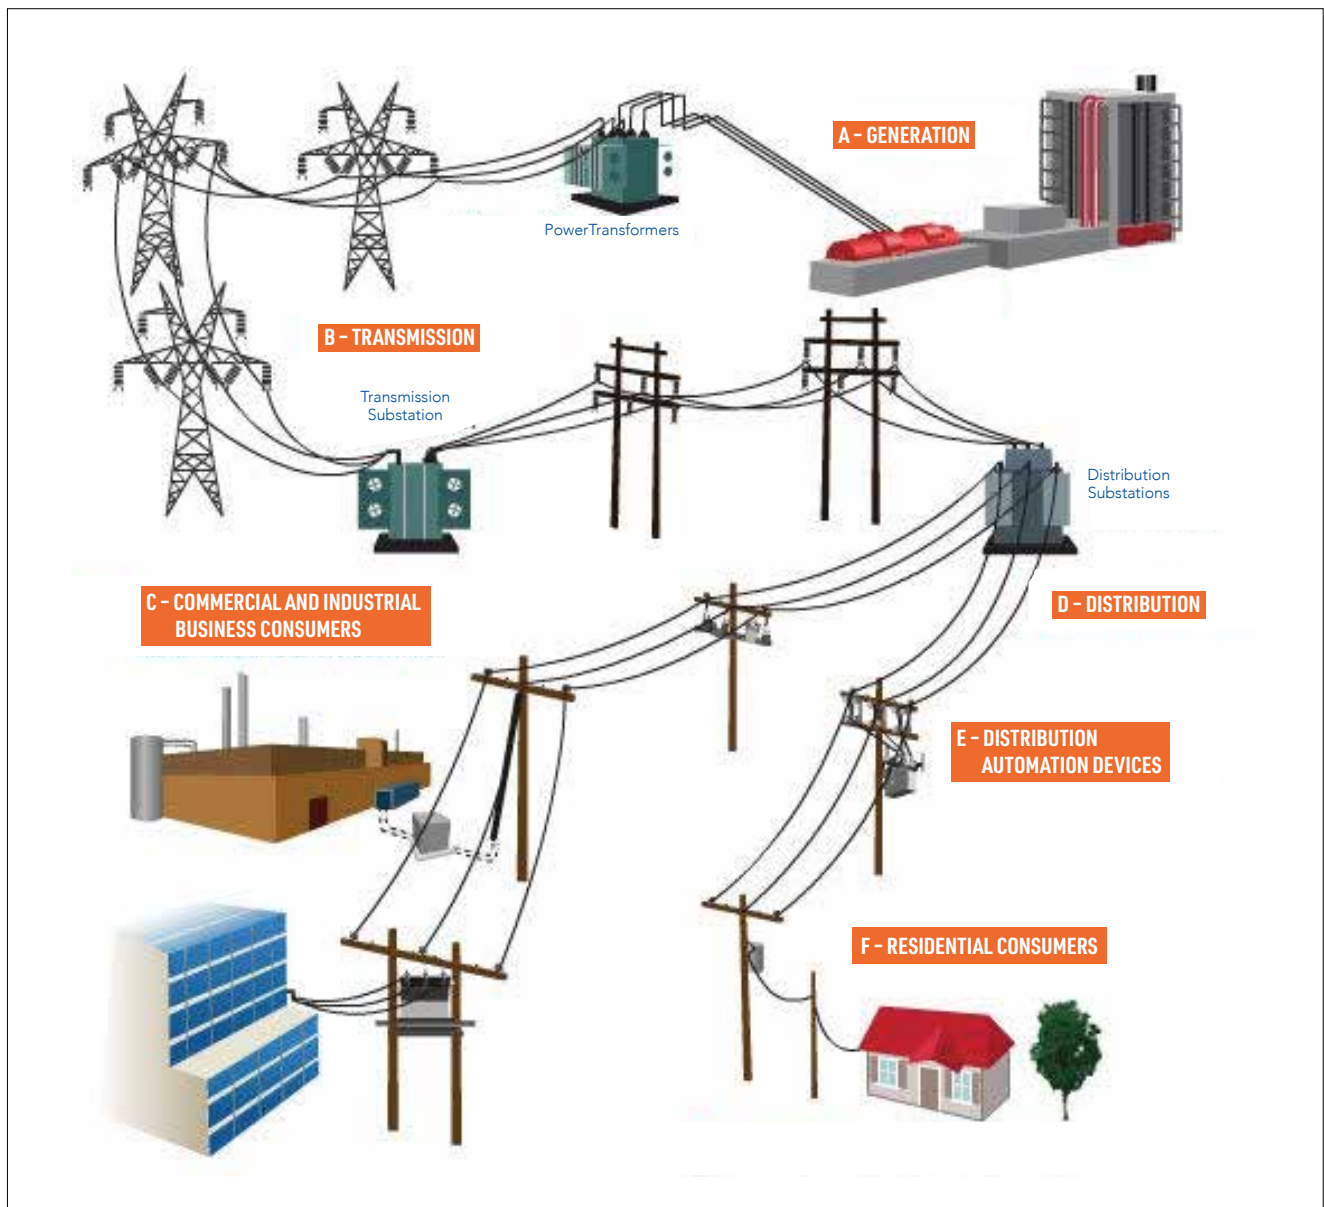 A – GENERATION
PowerTransformers
B – TRANSMISSION
Transmission
Substation
Distribution
Substations
C – COMMERCIAL AND INDUSTRIAL
BUSINESS CONSUMERS
D – DISTRIBUTION
E – DISTRIBUTION
AUTOMATION DEVICES
F – RESIDENTIAL CONSUMERS